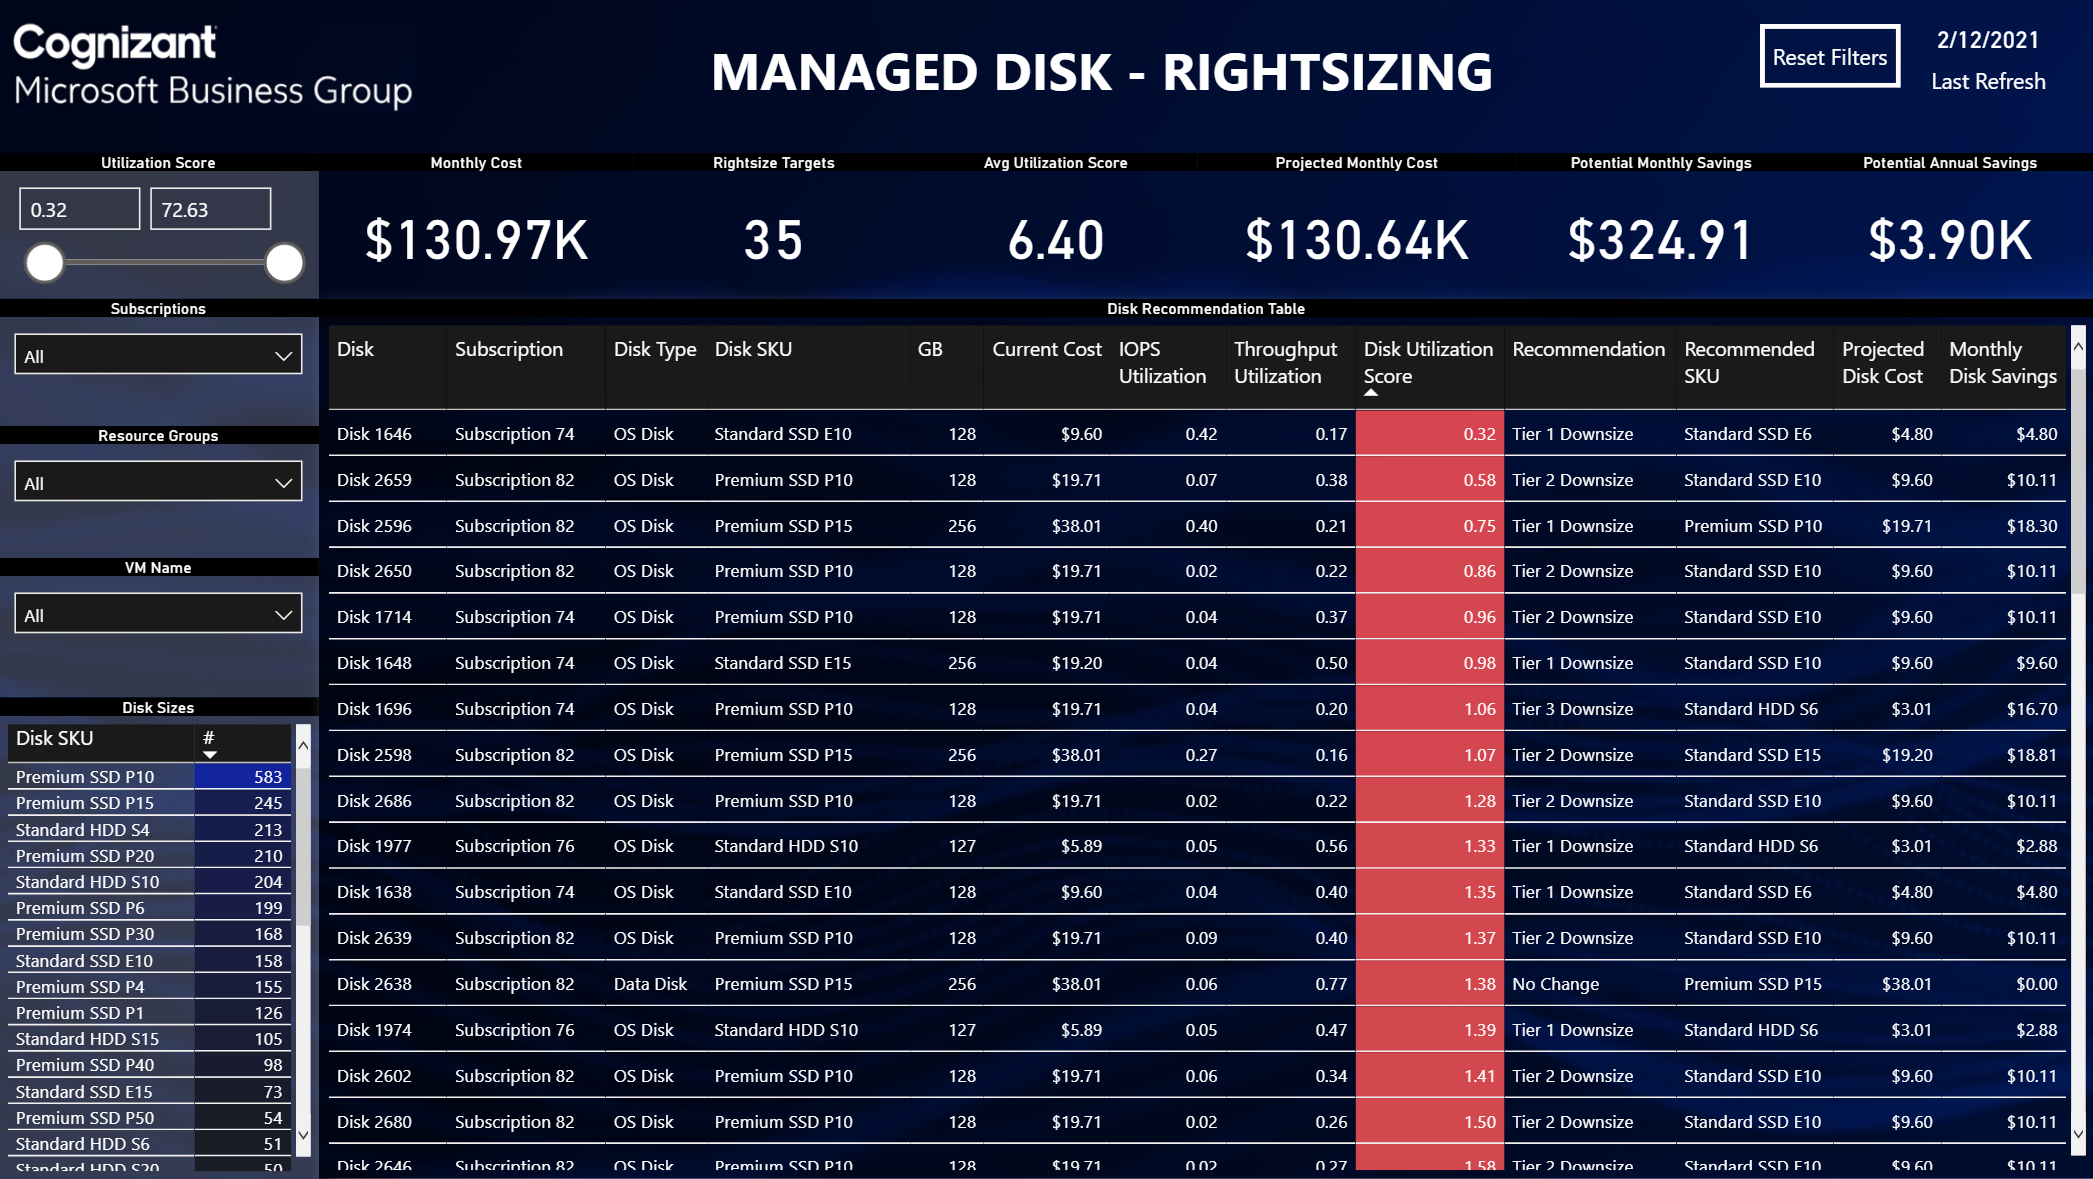 Cognizant
Microsoft Business Group
MANAGED DISK - RIGHTSIZING
Reset Filters
2/12/2021
Last Refresh
Utilization Score
0.32 72.63
Monthly Cost
$130.97K
Rightsize Targets
35
Avg Utilization Score
6.40
Projected Monthly Cost
$130.64K
Potential Monthly Savings
$324.91
Potential Annual Savings
$3.90K
Subscriptions
All
Resource Groups
All
VM Name
All
Disk Sizes
Disk SKU #
Premium SSD P10 583
Premium SSD P15 245
Standard HDD S4 213
Premium SSD P20 210
Standard HDD S10 204
Premium SSD P6 199
Premium SSD P30 168
Standard SSD E10 158
Premium SSD P4 155
Premium SSD P1 126
Standard HDD S15 105
Premium SSD P40 98
Standard SSD E15 73
Premium SSD P50 54
Standard HDD S6 51
Standard HDD S20 50
Disk Recommendation Table
Disk Subscription Disk Type Disk SKU GB Current Cost IOPS Utilization Throughput Utilization Disk Utilization Score Recommendation Recommended SKU Projected Disk Cost Monthly Disk Savings
Disk 1646 Subscription 74 OS Disk Standard SSD E10 128 $9.60 0.42 0.17 0.32 Tier 1 Downsize Standard SSD E6 $4.80 $4.80
Disk 2659 Subscription 82 OS Disk Premium SSD P10 128 $19.71 0.07 0.38 0.58 Tier 2 Downsize Standard SSD E10 $9.60 $10.11
Disk 2596 Subscription 82 OS Disk Premium SSD P15 256 $38.01 0.40 0.21 0.75 Tier 1 Downsize Premium SSD P10 $19.71 $18.30
Disk 2650 Subscription 82 OS Disk Premium SSD P10 128 $19.71 0.02 0.22 0.86 Tier 2 Downsize Standard SSD E10 $9.60 $10.11
Disk 1714 Subscription 74 OS Disk Premium SSD P10 128 $19.71 0.04 0.37 0.96 Tier 2 Downsize Standard SSD E10 $9.60 $10.11
Disk 1648 Subscription 74 OS Disk Standard SSD E15 256 $19.20 0.04 0.50 0.98 Tier 1 Downsize Standard SSD E10 $9.60 $9.60
Disk 1696 Subscription 74 OS Disk Premium SSD P10 128 $19.71 0.04 0.20 1.06 Tier 3 Downsize Standard HDD S6 $3.01 $16.70
Disk 2598 Subscription 82 OS Disk Premium SSD P15 256 $38.01 0.27 0.16 1.07 Tier 2 Downsize Standard SSD E15 $19.20 $18.81
Disk 2686 Subscription 82 OS Disk Premium SSD P10 128 $19.71 0.02 0.22 1.28 Tier 2 Downsize Standard SSD E10 $9.60 $10.11
Disk 1977 Subscription 76 OS Disk Standard HDD S10 127 $5.89 0.05 0.56 1.33 Tier 1 Downsize Standard HDD S6 $3.01 $2.88
Disk 1638 Subscription 74 OS Disk Standard SSD E10 128 $9.60 0.04 0.40 1.35 Tier 1 Downsize Standard SSD E6 $4.80 $4.80
Disk 2639 Subscription 82 OS Disk Premium SSD P10 128 $19.71 0.09 0.40 1.37 Tier 2 Downsize Standard SSD E10 $9.60 $10.11
Disk 2638 Subscription 82 Data Disk Premium SSD P15 256 $38.01 0.06 0.77 1.38 No Change Premium SSD P15 $38.01 $0.00
Disk 1974 Subscription 76 OS Disk Standard HDD S10 127 $5.89 0.05 0.47 1.39 Tier 1 Downsize Standard HDD S6 $3.01 $2.88
Disk 2602 Subscription 82 OS Disk Premium SSD P10 128 $19.71 0.06 0.34 1.41 Tier 2 Downsize Standard SSD E10 $9.60 $10.11
Disk 2680 Subscription 82 OS Disk Premium SSD P10 128 $19.71 0.02 0.26 1.50 Tier 2 Downsize Standard SSD E10 $9.60 $10.11
Disk 2646 Subscription 82 OS Disk Premium SSD P10 128 $19.71 0.02 0.27 1.58 Tier 2 Downsize Standard SSD E10 $9.60 $10.11